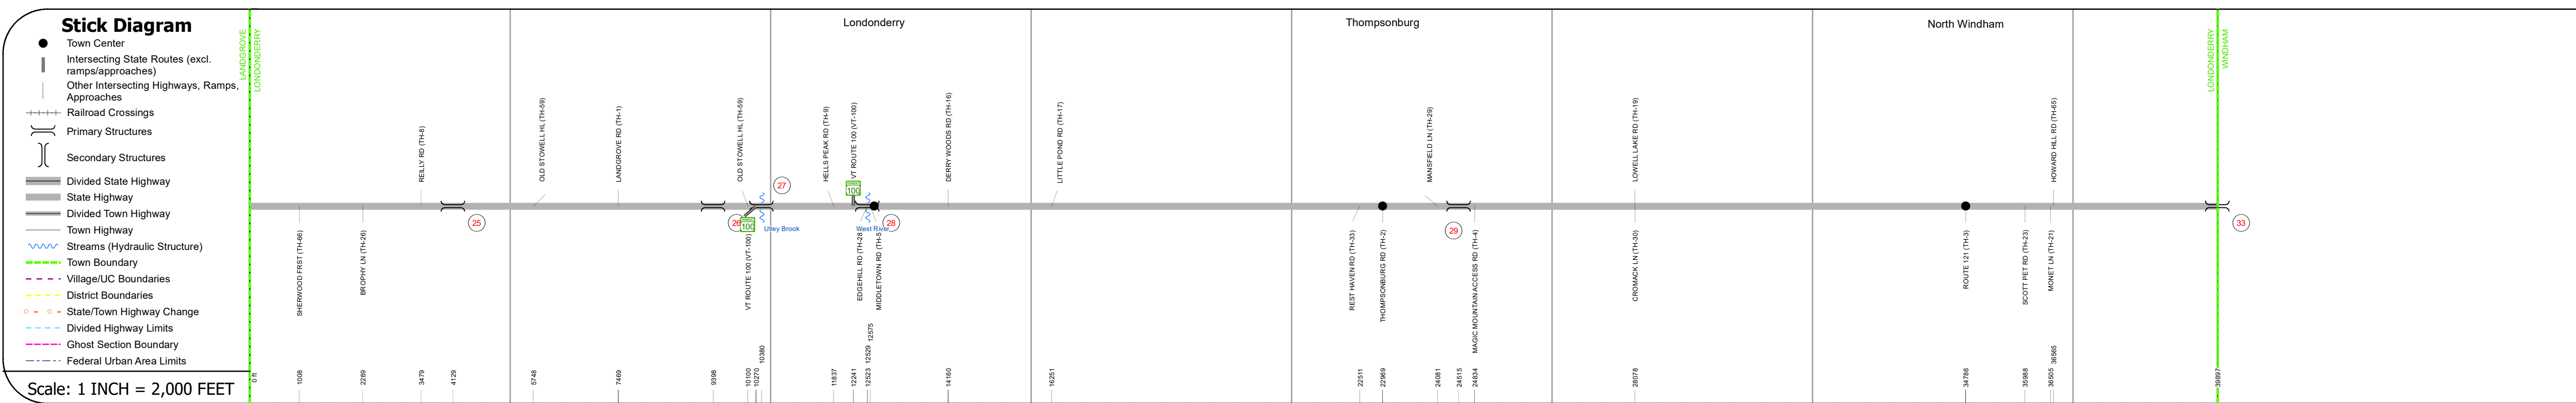 Stick Diagram
Town Center
Intersecting State Routes (excl.
ramps/approaches)
Other Intersecting Highways, Ramps,
Approaches
Railroad Crossings
Primary Structures
Secondary Structures
Divided State Highway
State Highway
Divided Town Highway
Town Highway
Streams (Hydraulic Structure)
Town Boundary
Village/UC Boundaries
District Boundaries
State/Town Highway Change
Divided Highway Limits
Ghost Section Boundary
Federal Urban Area Limits
Scale: 1 INCH = 2,000 FEET
LANDGROVE
LONDONDERRY
Londonderry
Thompsonburg
North Windham
LONDONDERRY
WINDHAM
REILLY RD (TH-8)
OLD STOWELL HL (TH-59)
LANDGROVE RD (TH-1)
OLD STOWELL HL (TH-59)
HELLS PEAK RD (TH-9)
VT ROUTE 100 (VT-100)
DERRY WOODS RD (TH-16)
LITTLE POND RD (TH-17)
MANSFIELD LN (TH-29)
LOWELL LAKE RD (TH-19)
HOWARD HILL RD (TH-65)
27
100
25
26
100
Utley Brook
West River
28
29
33
SHERWOOD FRST (TH-66)
BROPHY LN (TH-26)
VT ROUTE 100 (VT-100)
EDGEHILL RD (TH-28
MIDDLETOWN RD (TH-5
REST HAVEN RD (TH-33)
THOMPSONBURG RD (TH-2)
MAGIC MOUNTAIN ACCESS RD (TH-4)
CROMACK LN (TH-30)
ROUTE 121 (TH-3)
SCOTT PET RD (TH-23)
MONET LN (TH-21)
0 ft
1008
2289
3479
4129
5748
7469
9398
10100
10270
10380
11837
12241
12523
12529
12575
14160
16251
22511
22969
24081
24515
24834
28078
34786
35988
36505
36565
39897